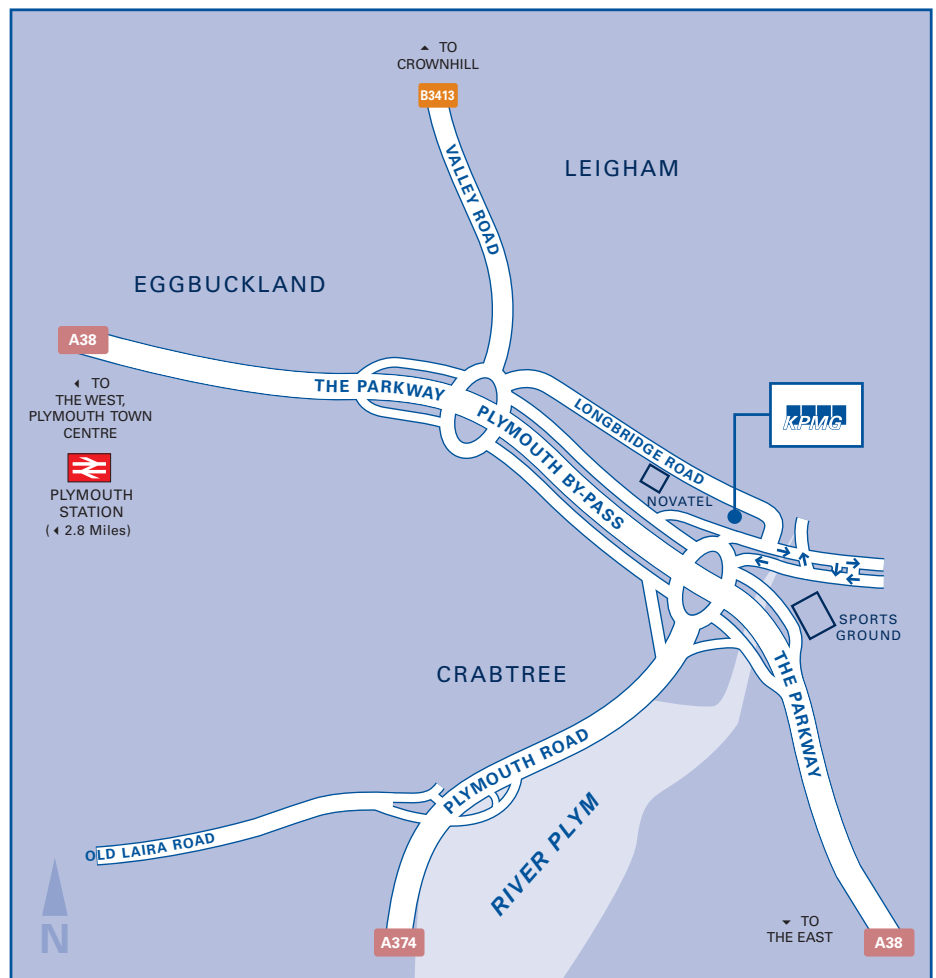 ▲ TO
CROWNHILL
B3413
VALLEY ROAD
LEIGHAM
EGGBUCKLAND
A38
◀ TO
THE WEST,
PLYMOUTH TOWN
CENTRE
PLYMOUTH
STATION
(◀ 2.8 Miles)
THE PARKWAY
PLYMOUTH BY-PASS
LONGBRIDGE ROAD
KPMG
NOVATEL
SPORTS
GROUND
CRABTREE
THE PARKWAY
PLYMOUTH ROAD
RIVER PLYM
OLD LAIRA ROAD
N
A374
▼ TO
THE EAST
A38